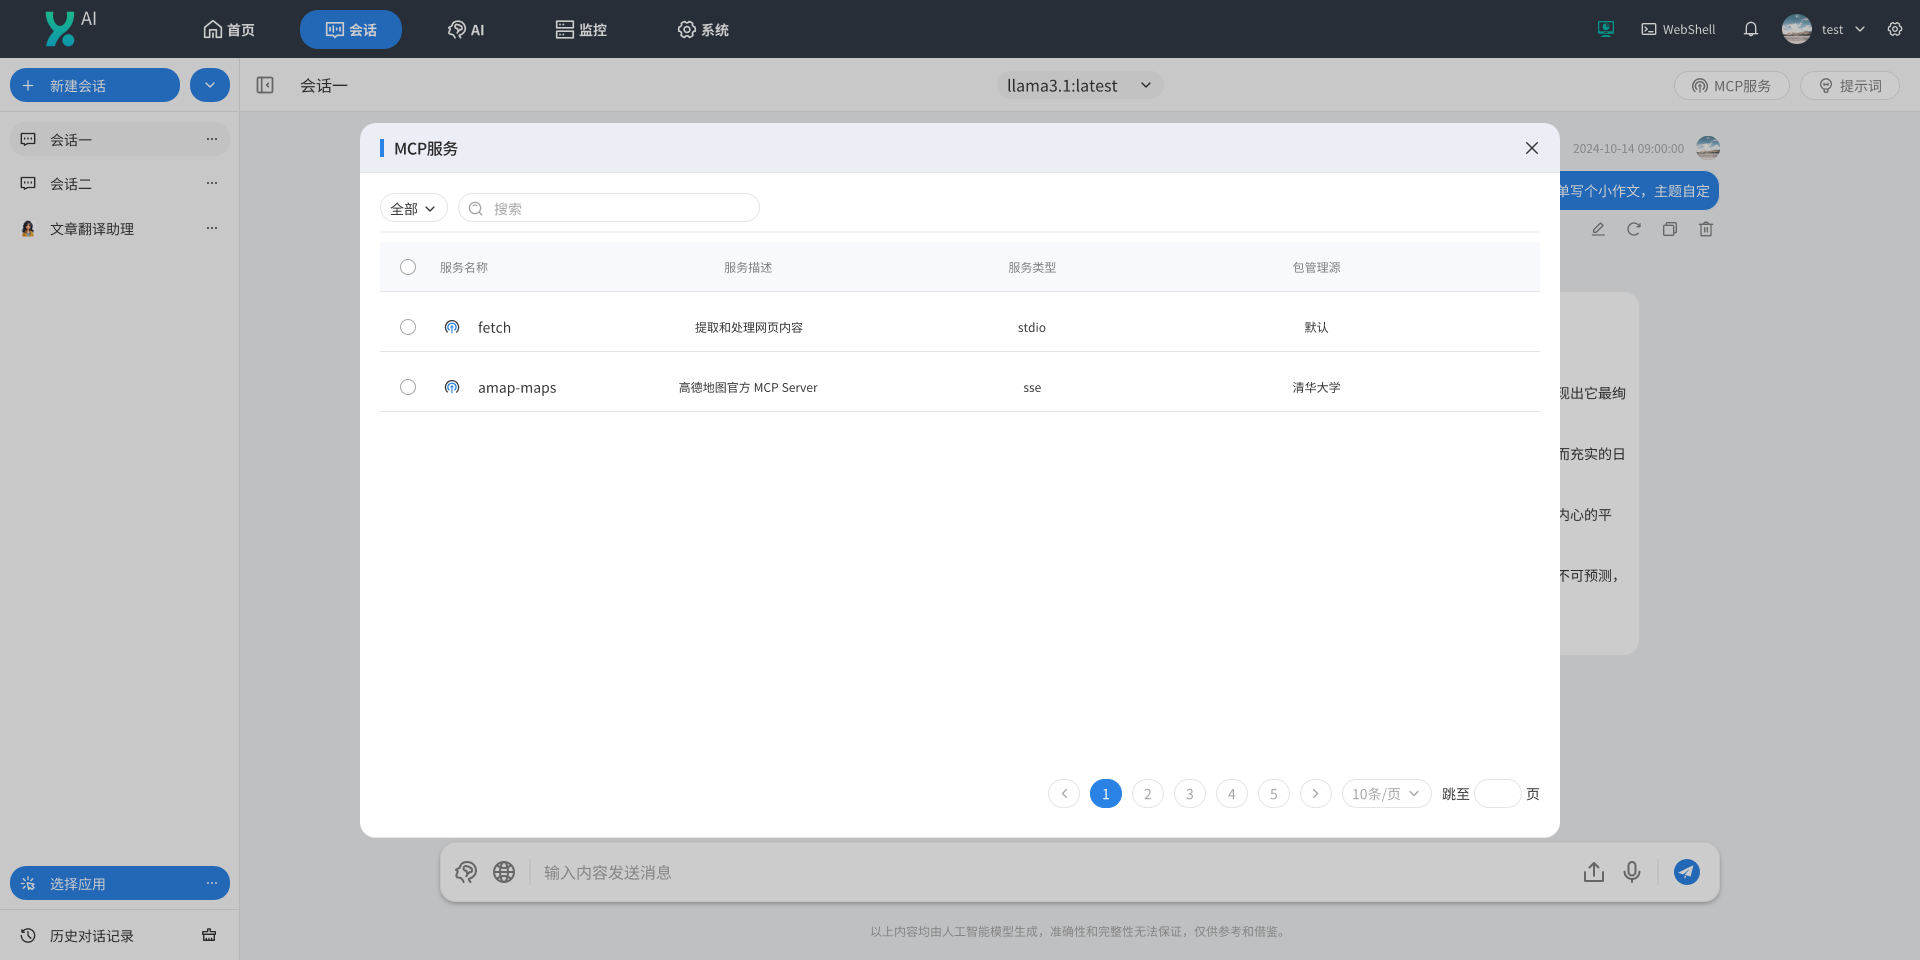 AI
首页
会话
AI
监控
系统
WebShell
test
新建会话
会话一
llama3.1:latest
MCP服务
提示词
会话一
会话二
文章翻译助理
2024-10-14 09:00:00
单写个小作文，主题自定
MCP服务
全部
搜索
服务名称 服务描述 服务类型 包管理源
fetch 提取和处理网页内容 stdio 默认
amap-maps 高德地图官方 MCP Server sse 清华大学
现出它最绚
而充实的日
内心的平
不可预测，
1 2 3 4 5 10条/页 跳至 页
选择应用
历史对话记录
输入内容发送消息
以上内容均由人工智能模型生成，准确性和完整性无法保证，仅供参考和借鉴。